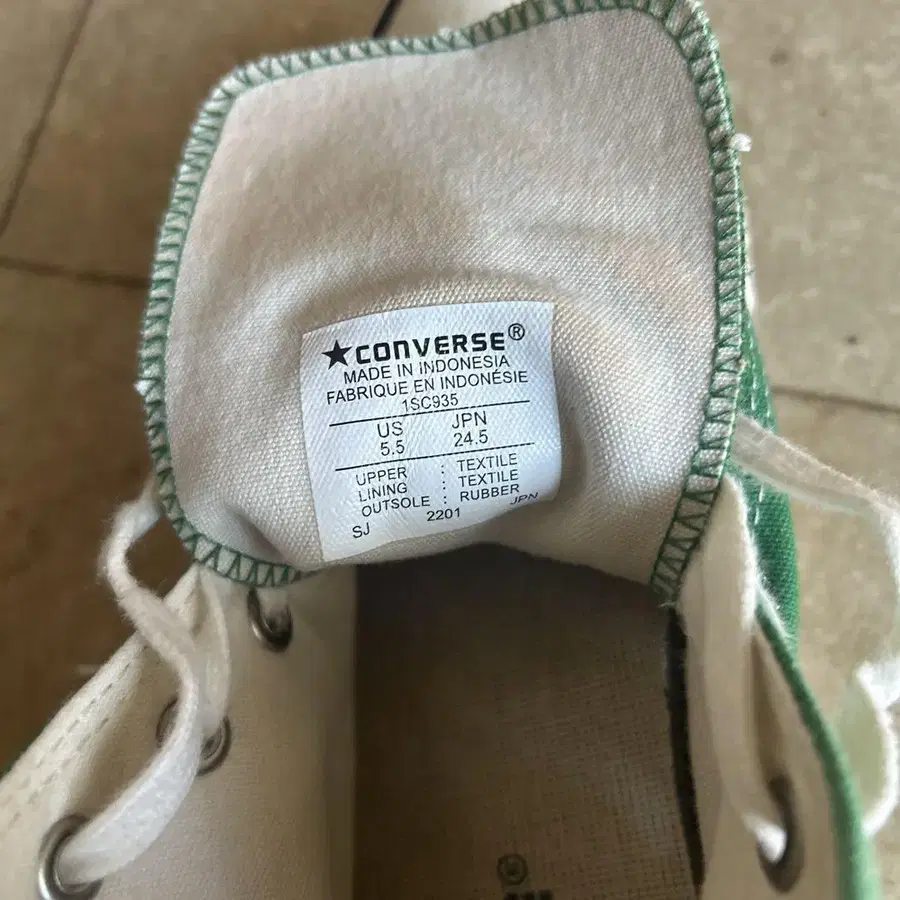 ★CONVERSE®
MADE IN INDONESIA
FABRIQUE EN INDONÉSIE
1SC935
US JPN
5.5 24.5
UPPER : TEXTILE
LINING : TEXTILE
OUTSOLE : RUBBER
SJ 2201 JPN